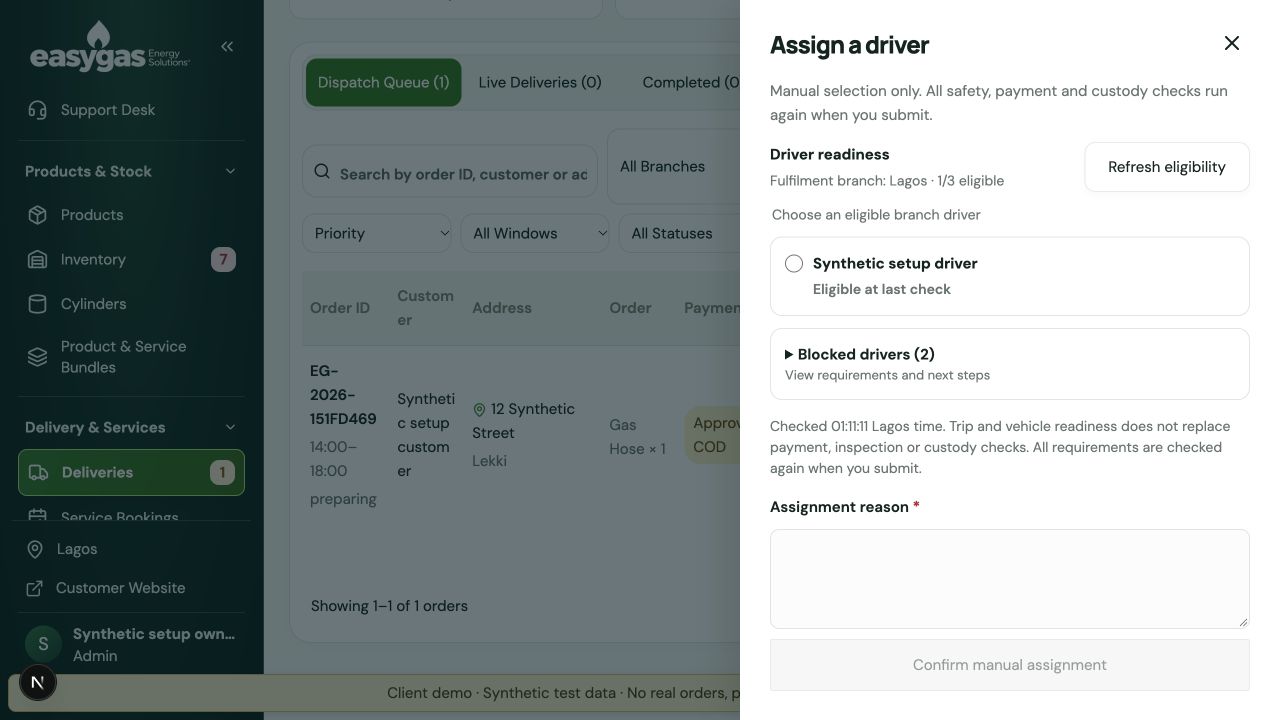 easygas Energy Solutions
Support Desk
Products & Stock
Products
Inventory 7
Cylinders
Product & Service
Bundles
Delivery & Services
Deliveries 1
Service Bookings
Lagos
Customer Website
S
Synthetic setup own...
Admin
N
Dispatch Queue (1) Live Deliveries (0) Completed (0
Search by order ID, customer or ad
All Branches
Priority All Windows All Statuses
Order ID Custom
er Address Order Paymen
EG-
2026-
151FD469
14:00–
18:00
preparing
Syntheti
c setup
custom
er
12 Synthetic
Street
Lekki
Gas
Hose × 1
Approv
COD
Showing 1–1 of 1 orders
Client demo · Synthetic test data · No real orders, p
Assign a driver
Manual selection only. All safety, payment and custody checks run
again when you submit.
Driver readiness
Fulfilment branch: Lagos · 1/3 eligible
Refresh eligibility
Choose an eligible branch driver
Synthetic setup driver
Eligible at last check
Blocked drivers (2)
View requirements and next steps
Checked 01:11:11 Lagos time. Trip and vehicle readiness does not replace
payment, inspection or custody checks. All requirements are checked
again when you submit.
Assignment reason *
Confirm manual assignment